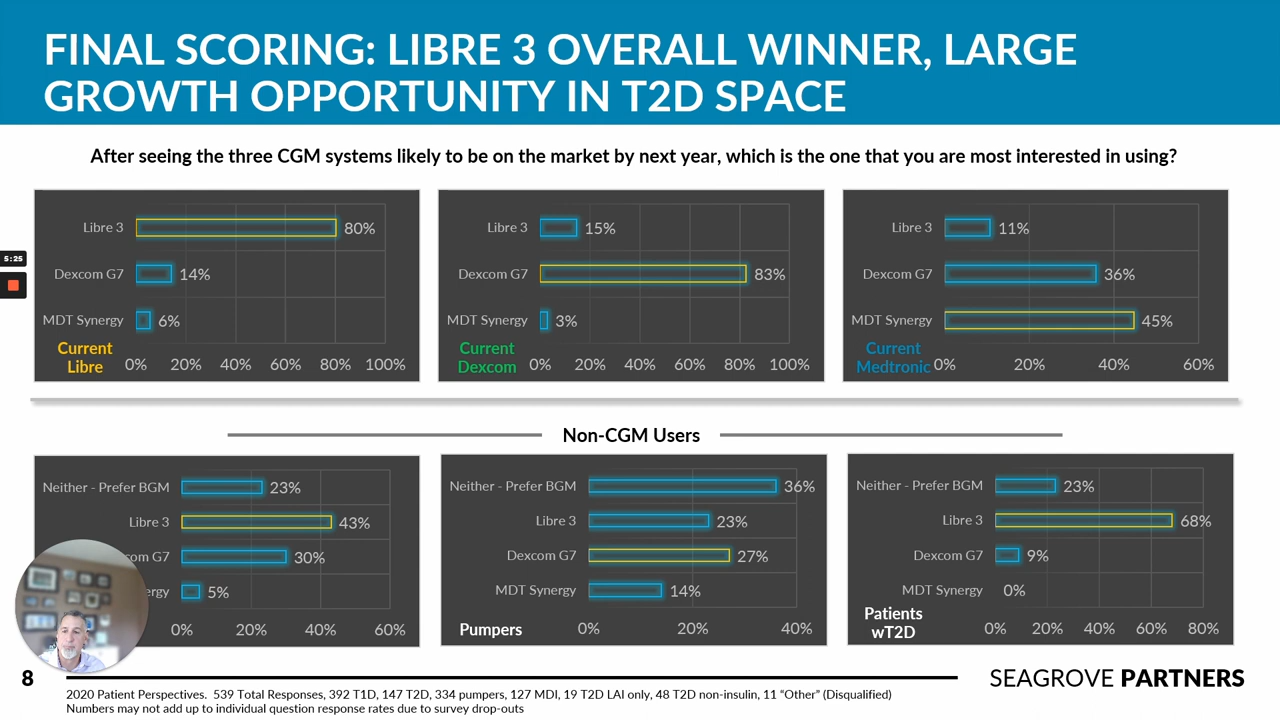 FINAL SCORING: LIBRE 3 OVERALL WINNER, LARGE
GROWTH OPPORTUNITY IN T2D SPACE
After seeing the three CGM systems likely to be on the market by next year, which is the one that you are most interested in using?
Libre 3 80%
Dexcom G7 14%
MDT Synergy 6%
Current
Libre
0% 20% 40% 60% 80% 100%
Libre 3 15%
Dexcom G7 83%
MDT Synergy 3%
Current
Dexcom
0% 20% 40% 60% 80% 100%
Libre 3 11%
Dexcom G7 36%
MDT Synergy 45%
Current
Medtronic
0% 20% 40% 60%
5:25
Non-CGM Users
Neither - Prefer BGM 23%
Libre 3 43%
com G7 30%
ergy 5%
0% 20% 40% 60%
Neither - Prefer BGM 36%
Libre 3 23%
Dexcom G7 27%
MDT Synergy 14%
Pumpers
0% 20% 40%
Neither - Prefer BGM 23%
Libre 3 68%
Dexcom G7 9%
MDT Synergy 0%
Patients
wT2D
0% 20% 40% 60% 80%
8
2020 Patient Perspectives. 539 Total Responses, 392 T1D, 147 T2D, 334 pumpers, 127 MDI, 19 T2D LAI only, 48 T2D non-insulin, 11 “Other” (Disqualified)
Numbers may not add up to individual question response rates due to survey drop-outs
SEAGROVE PARTNERS